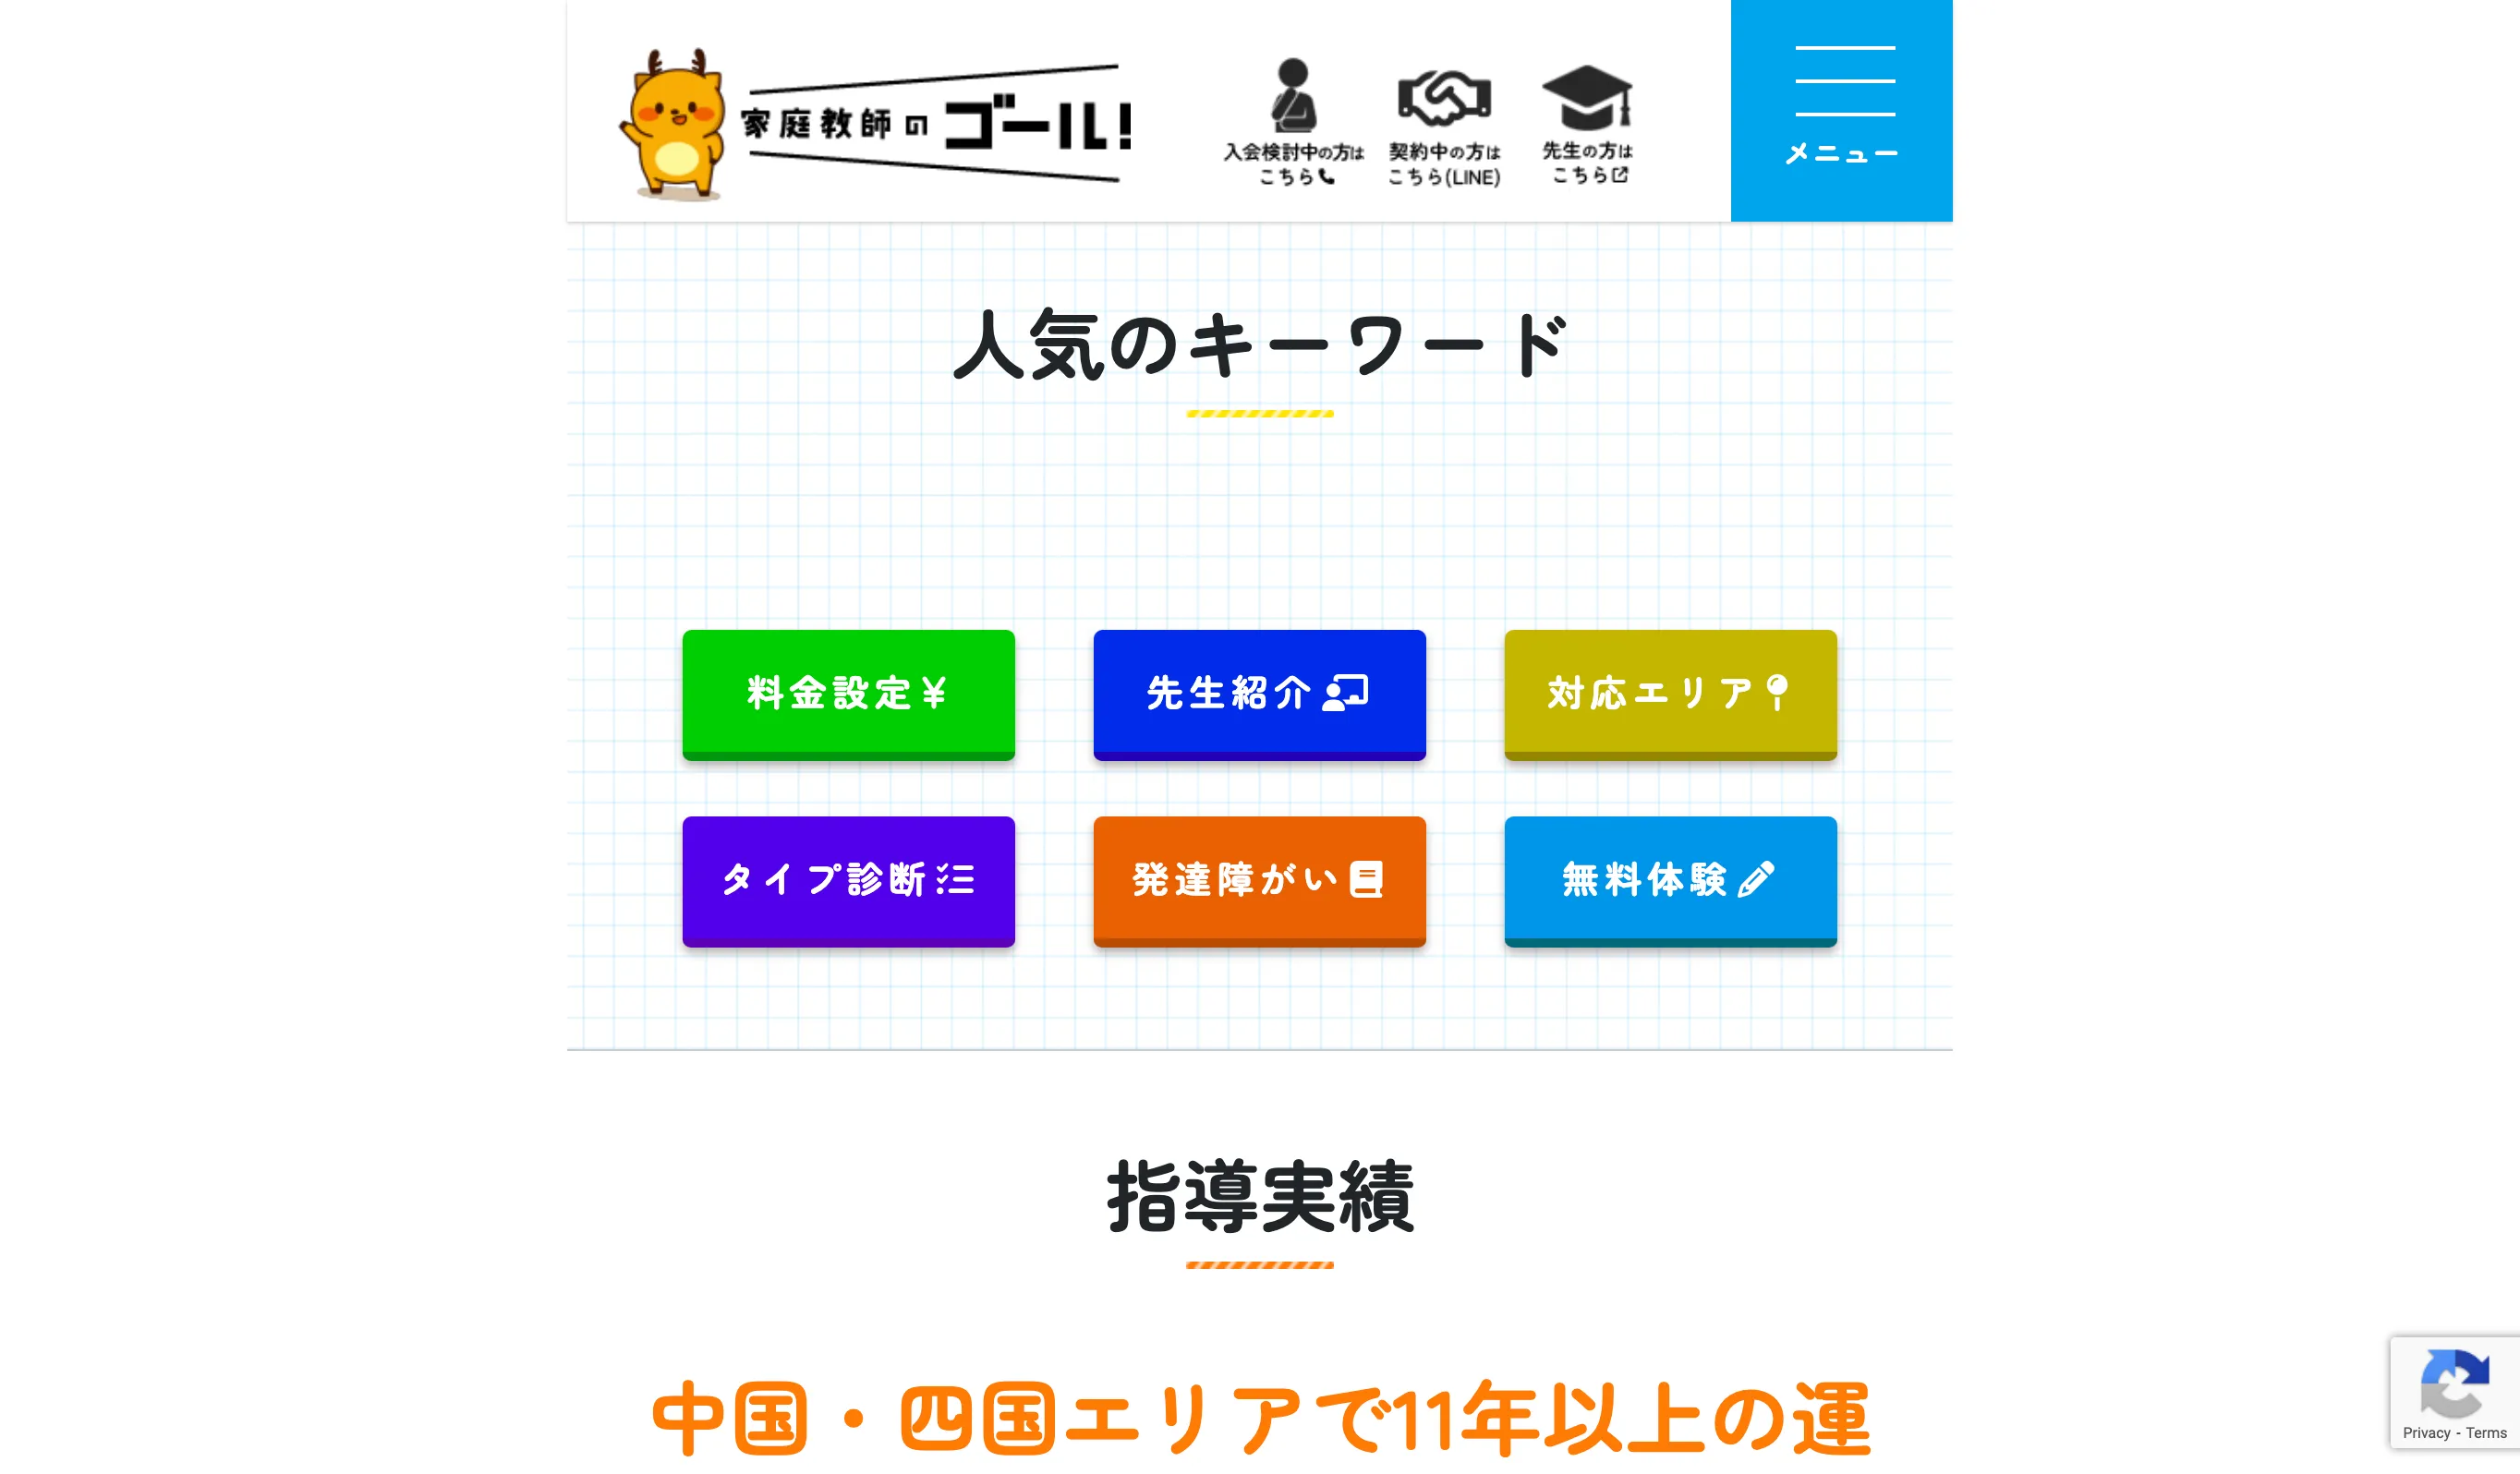 家庭教師のゴール!
入会検討中の方は
こちら
契約中の方は
こちら(LINE)
先生の方は
こちら
メニュー
人気のキーワード
料金設定¥
先生紹介
対応エリア
タイプ診断
発達障がい
無料体験
指導実績
中国・四国エリアで11年以上の運
Privacy - Terms